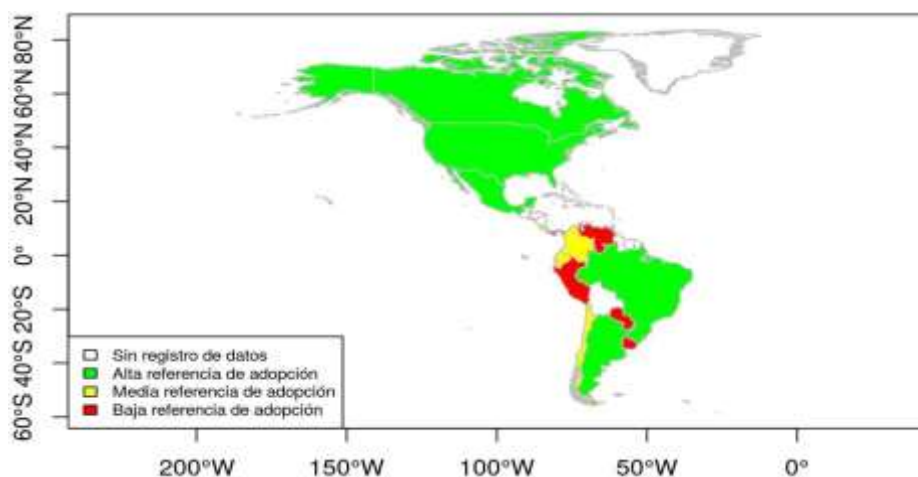 80°N
60°N
40°N
20°N
0°
20°S
40°S
60°S
Sin registro de datos
Alta referencia de adopción
Media referencia de adopción
Baja referencia de adopción
200°W 150°W 100°W 50°W 0°